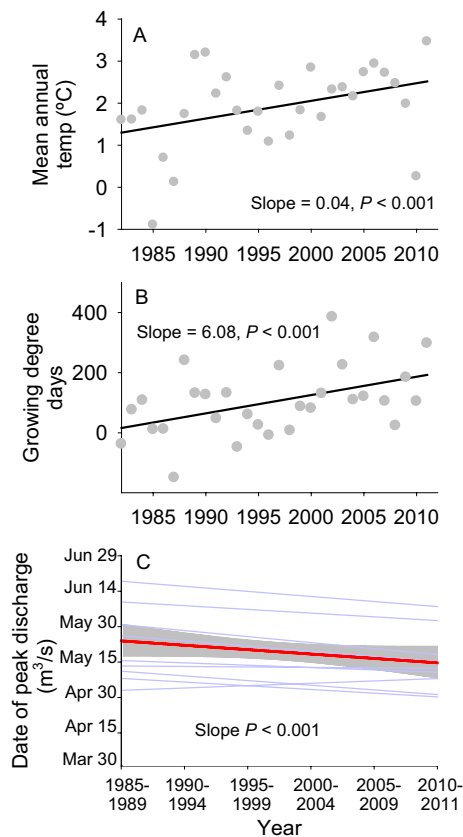 A
Mean annual
temp (ºC)
4
3
2
1
0
-1
Slope = 0.04, P < 0.001
1985 1990 1995 2000 2005 2010
B
Growing degree
days
400
200
0
Slope = 6.08, P < 0.001
1985 1990 1995 2000 2005 2010
C
Date of peak discharge
(m³/s)
Jun 29
Jun 14
May 30
May 15
Apr 30
Apr 15
Mar 30
Slope P < 0.001
1985- 1990- 1995- 2000- 2005- 2010-
1989 1994 1999 2004 2009 2011
Year